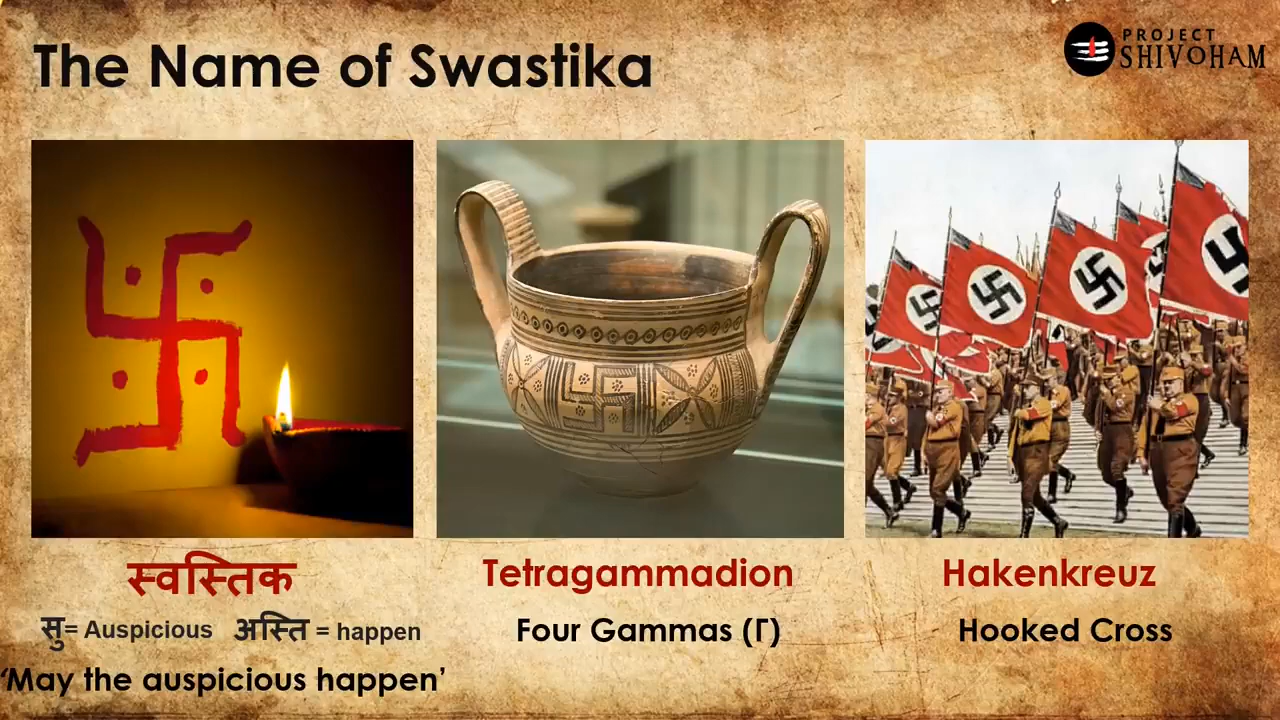 The Name of Swastika
PROJECT
SHIVOHAM
स्वस्तिक
सु= Auspicious अस्ति = happen
‘May the auspicious happen’
Tetragammadion
Four Gammas (Γ)
Hakenkreuz
Hooked Cross